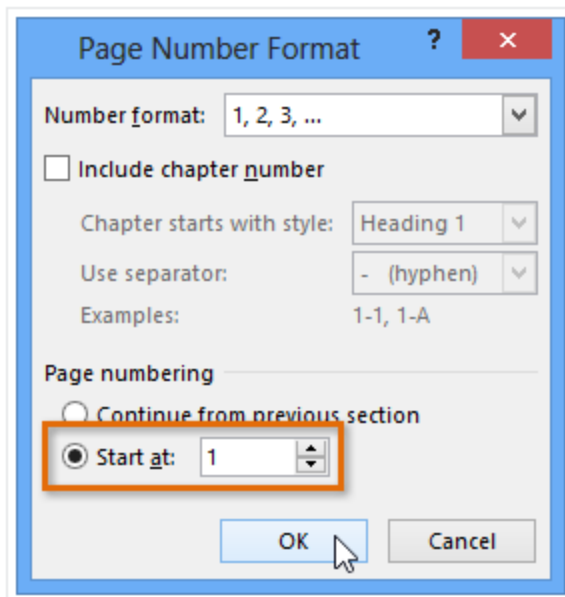 Page Number Format ? ×
Number format: 1, 2, 3, ...
Include chapter number
Chapter starts with style: Heading 1
Use separator: - (hyphen)
Examples: 1-1, 1-A
Page numbering
Continue from previous section
Start at: 1
OK Cancel